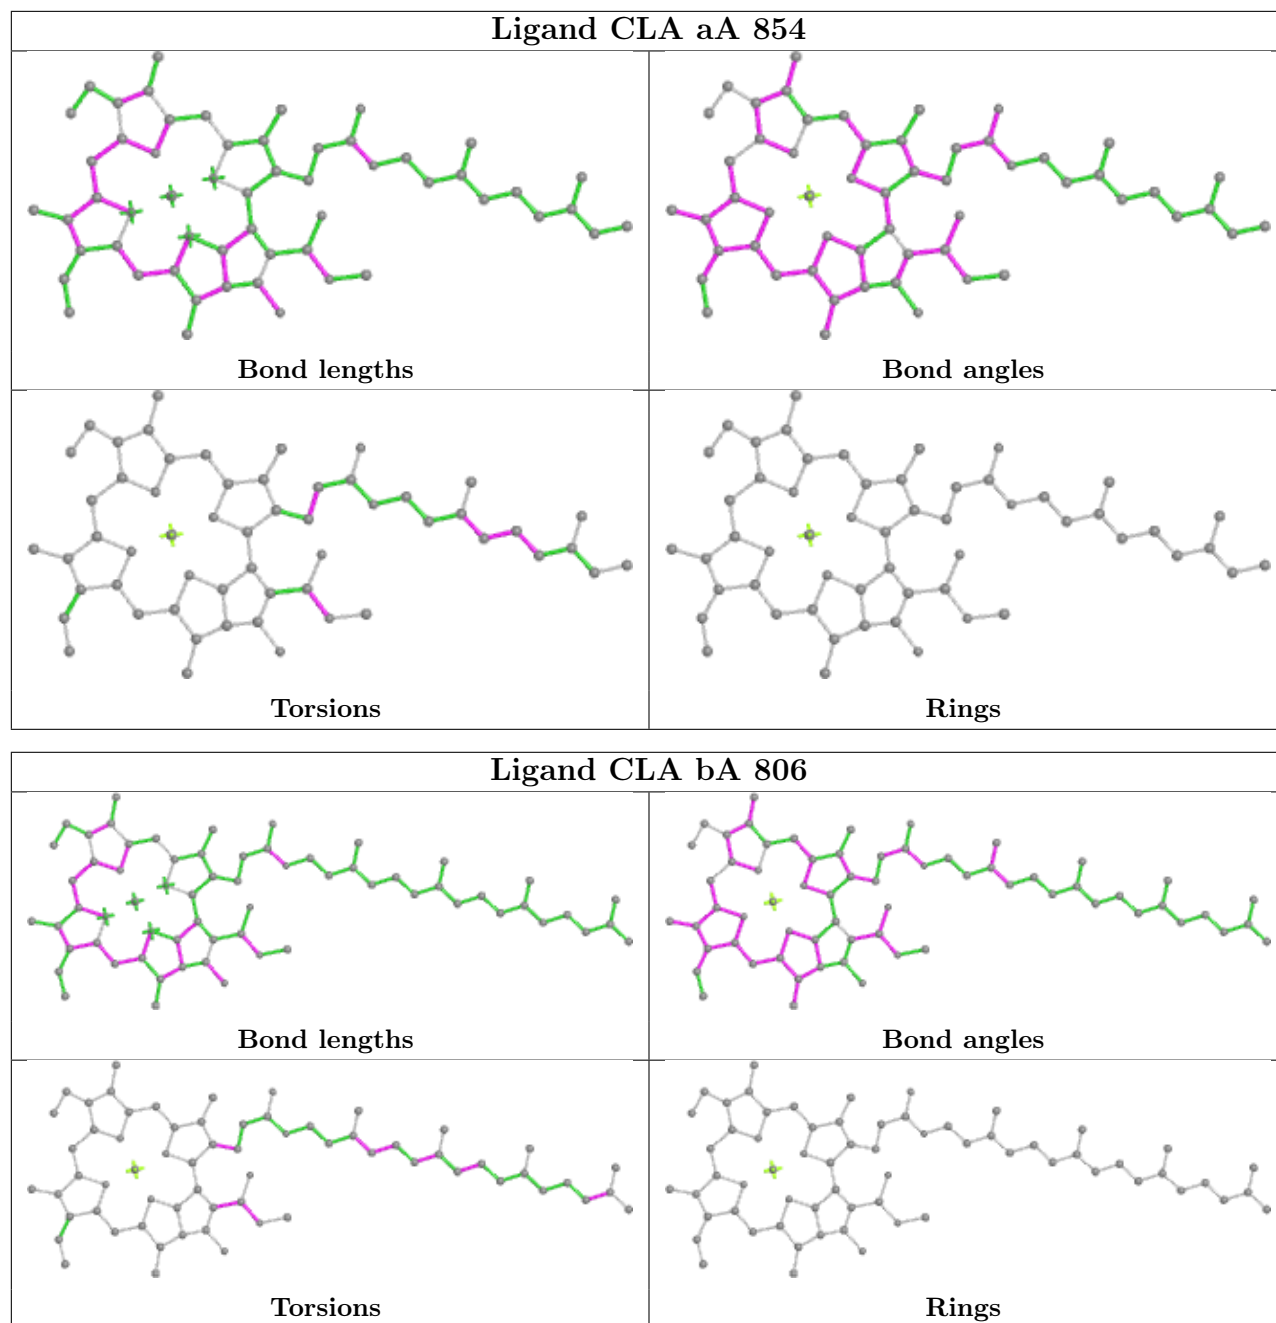 Ligand CLA aA 854
Bond lengths
Bond angles
Torsions
Rings
Ligand CLA bA 806
Bond lengths
Bond angles
Torsions
Rings